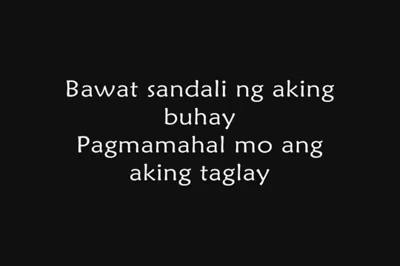 Bawat sandali ng aking
buhay
Pagmamahal mo ang
aking taglay